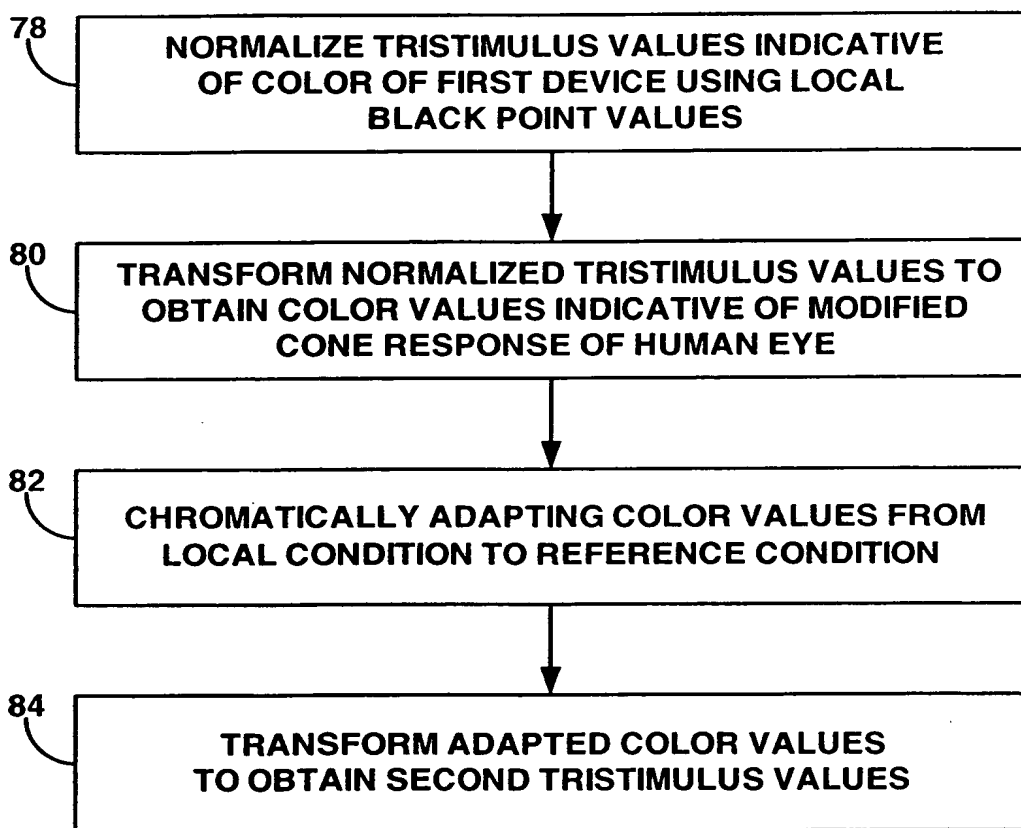 78
NORMALIZE TRISTIMULUS VALUES INDICATIVE
OF COLOR OF FIRST DEVICE USING LOCAL
BLACK POINT VALUES
80
TRANSFORM NORMALIZED TRISTIMULUS VALUES TO
OBTAIN COLOR VALUES INDICATIVE OF MODIFIED
CONE RESPONSE OF HUMAN EYE
82
CHROMATICALLY ADAPTING COLOR VALUES FROM
LOCAL CONDITION TO REFERENCE CONDITION
84
TRANSFORM ADAPTED COLOR VALUES
TO OBTAIN SECOND TRISTIMULUS VALUES